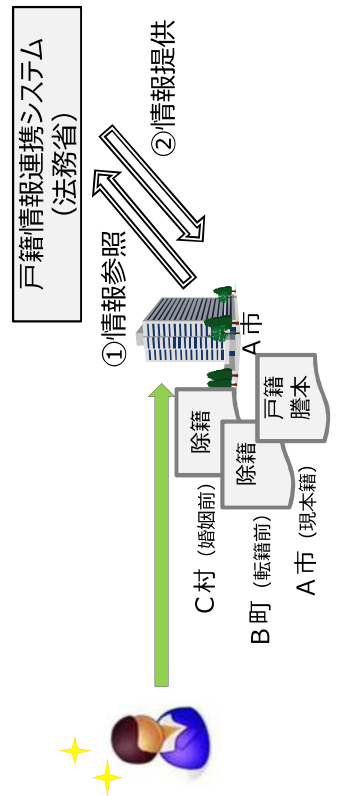 戸籍情報連携システム
（法務省）
①情報参照
②情報提供
A市
除籍
除籍
戸籍
謄本
C村（婚姻前）
B町（転籍前）
A市（現本籍）